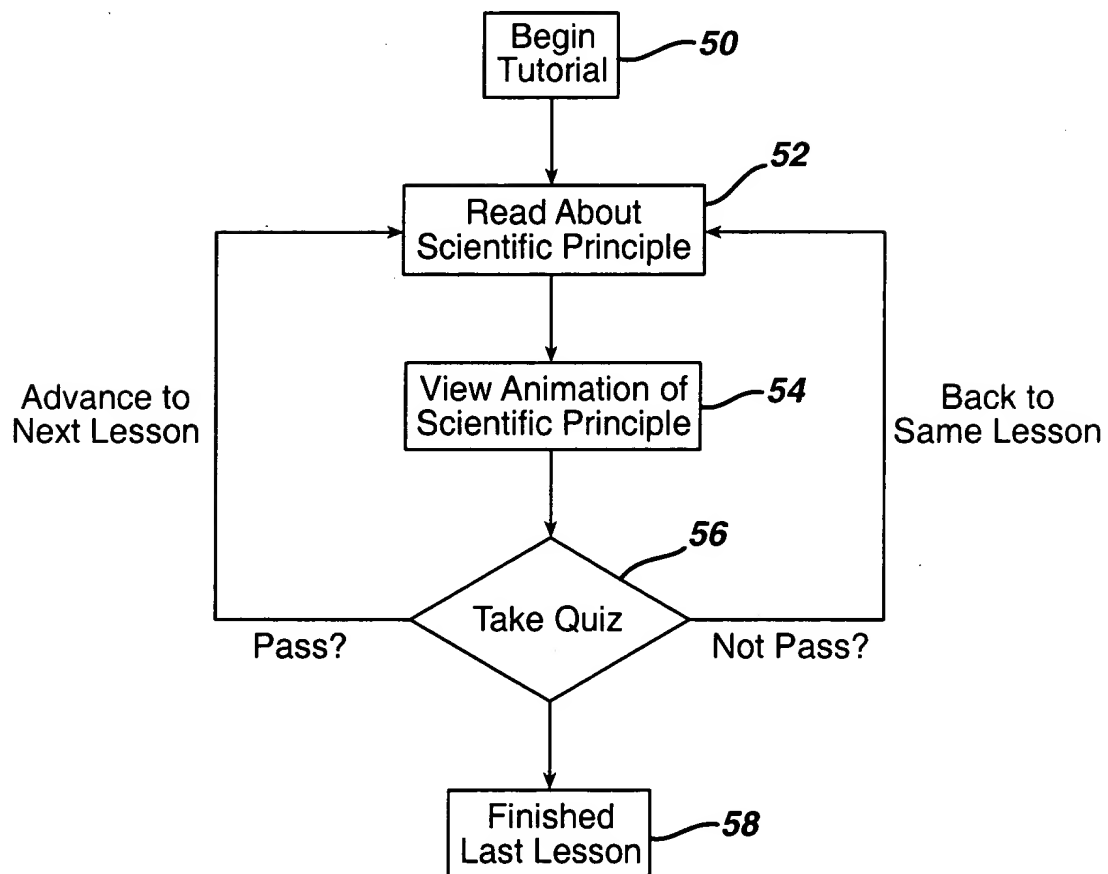 Begin
Tutorial
50
52
Read About
Scientific Principle
View Animation of
Scientific Principle
54
Advance to
Next Lesson
Back to
Same Lesson
56
Take Quiz
Pass?
Not Pass?
Finished
Last Lesson
58